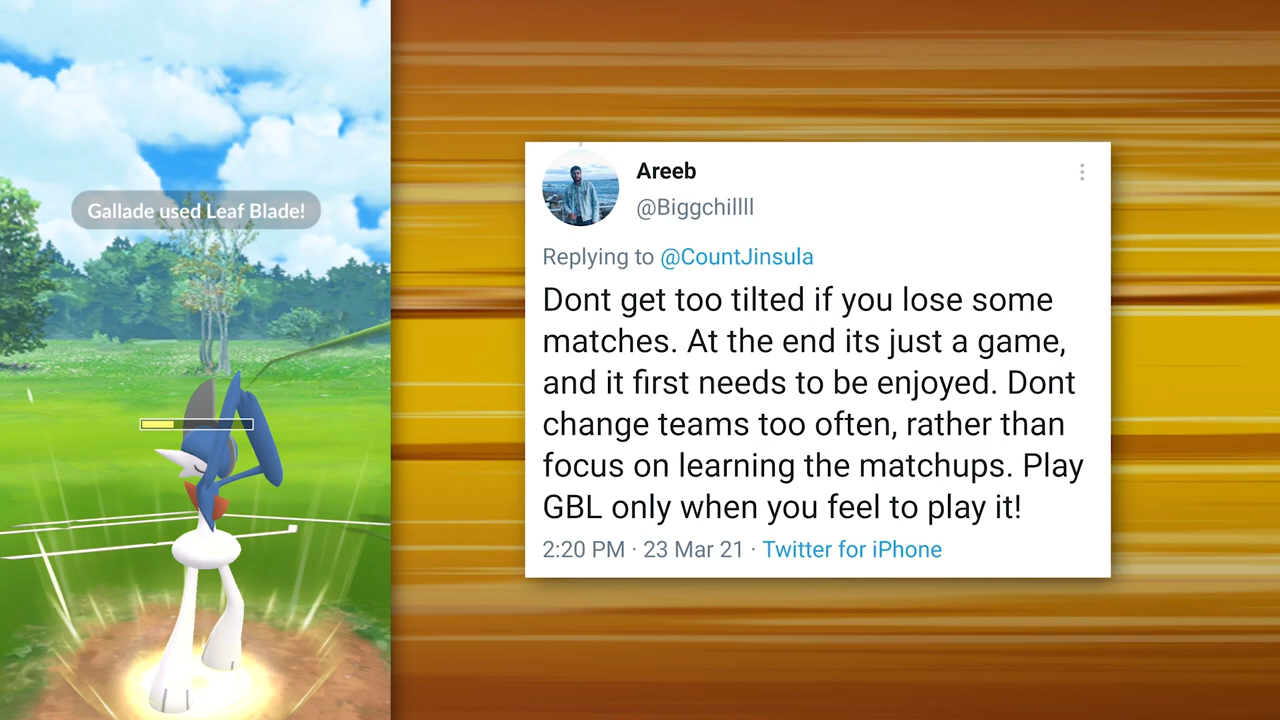 Gallade used Leaf Blade!
Areeb
@Biggchillll
Replying to @CountJinsula
Dont get too tilted if you lose some
matches. At the end its just a game,
and it first needs to be enjoyed. Dont
change teams too often, rather than
focus on learning the matchups. Play
GBL only when you feel to play it!
2:20 PM · 23 Mar 21 · Twitter for iPhone